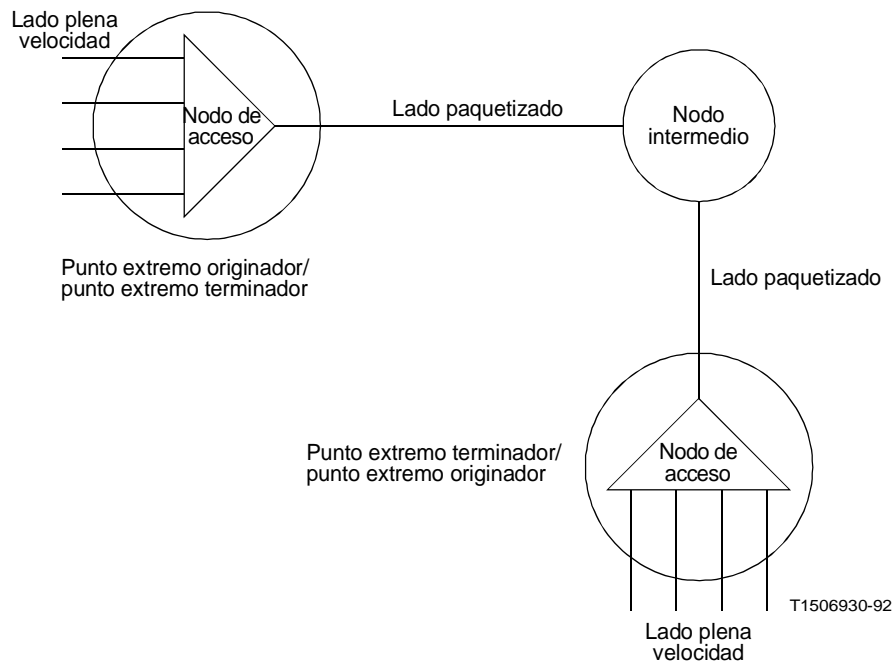 Lado plena
velocidad
Nodo de
acceso
Lado paquetizado
Nodo
intermedio
Punto extremo originador/
punto extremo terminador
Lado paquetizado
Punto extremo terminador/
punto extremo originador
Nodo de
acceso
T1506930-92
Lado plena
velocidad